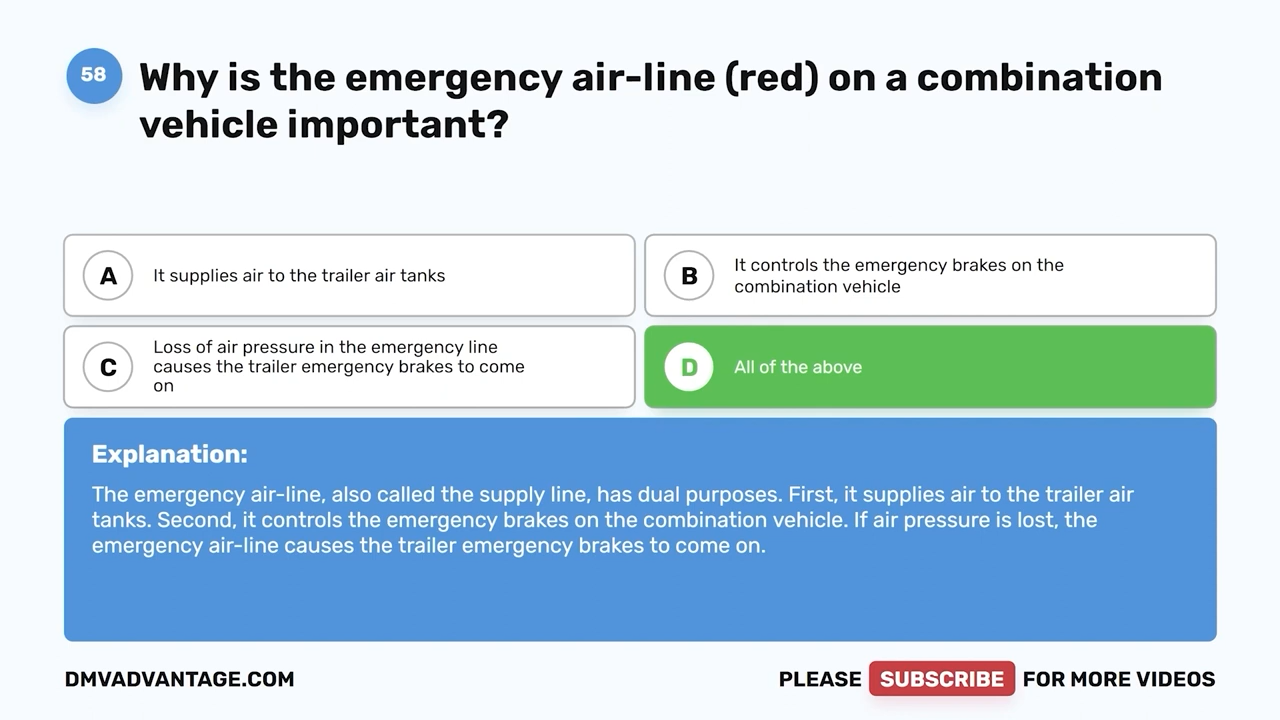 58
Why is the emergency air-line (red) on a combination
vehicle important?
A
It supplies air to the trailer air tanks
B
It controls the emergency brakes on the
combination vehicle
C
Loss of air pressure in the emergency line
causes the trailer emergency brakes to come
on
D
All of the above
Explanation:
The emergency air-line, also called the supply line, has dual purposes. First, it supplies air to the trailer air
tanks. Second, it controls the emergency brakes on the combination vehicle. If air pressure is lost, the
emergency air-line causes the trailer emergency brakes to come on.
DMVADVANTAGE.COM
PLEASE SUBSCRIBE FOR MORE VIDEOS